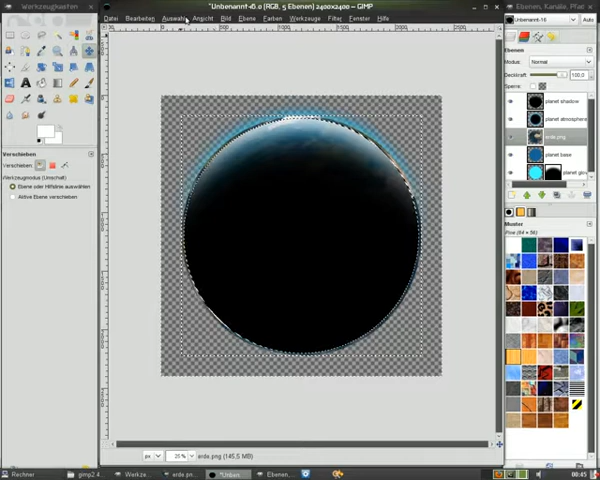 Werkzeugkasten
*Unbenannt-16.0 (RGB, 5 Ebenen) 2400x2400 – GIMP
Ebenen, Kanäle, Pfad
Datei Bearbeiten Auswahl Ansicht Bild Ebene Farben Werkzeuge Filter Fenster Hilfe
Unbenannt-16
Auto
Ebenen
Modus: Normal
Deckkraft: 100,0
Sperre:
planet shadow
planet atmosphere
erde.png
planet base
planet glow
Verschieben
Verschieben:
Werkzeugmodus (Umschalt)
Ebene oder Hilfslinie auswählen
Aktive Ebene verschieben
Muster
Pine (64 × 56)
px
25%
erde.png (145,5 MB)
Rechner
gimp2.4
Werkze...
erde.pn...
*Unben...
Ebenen...
00:45